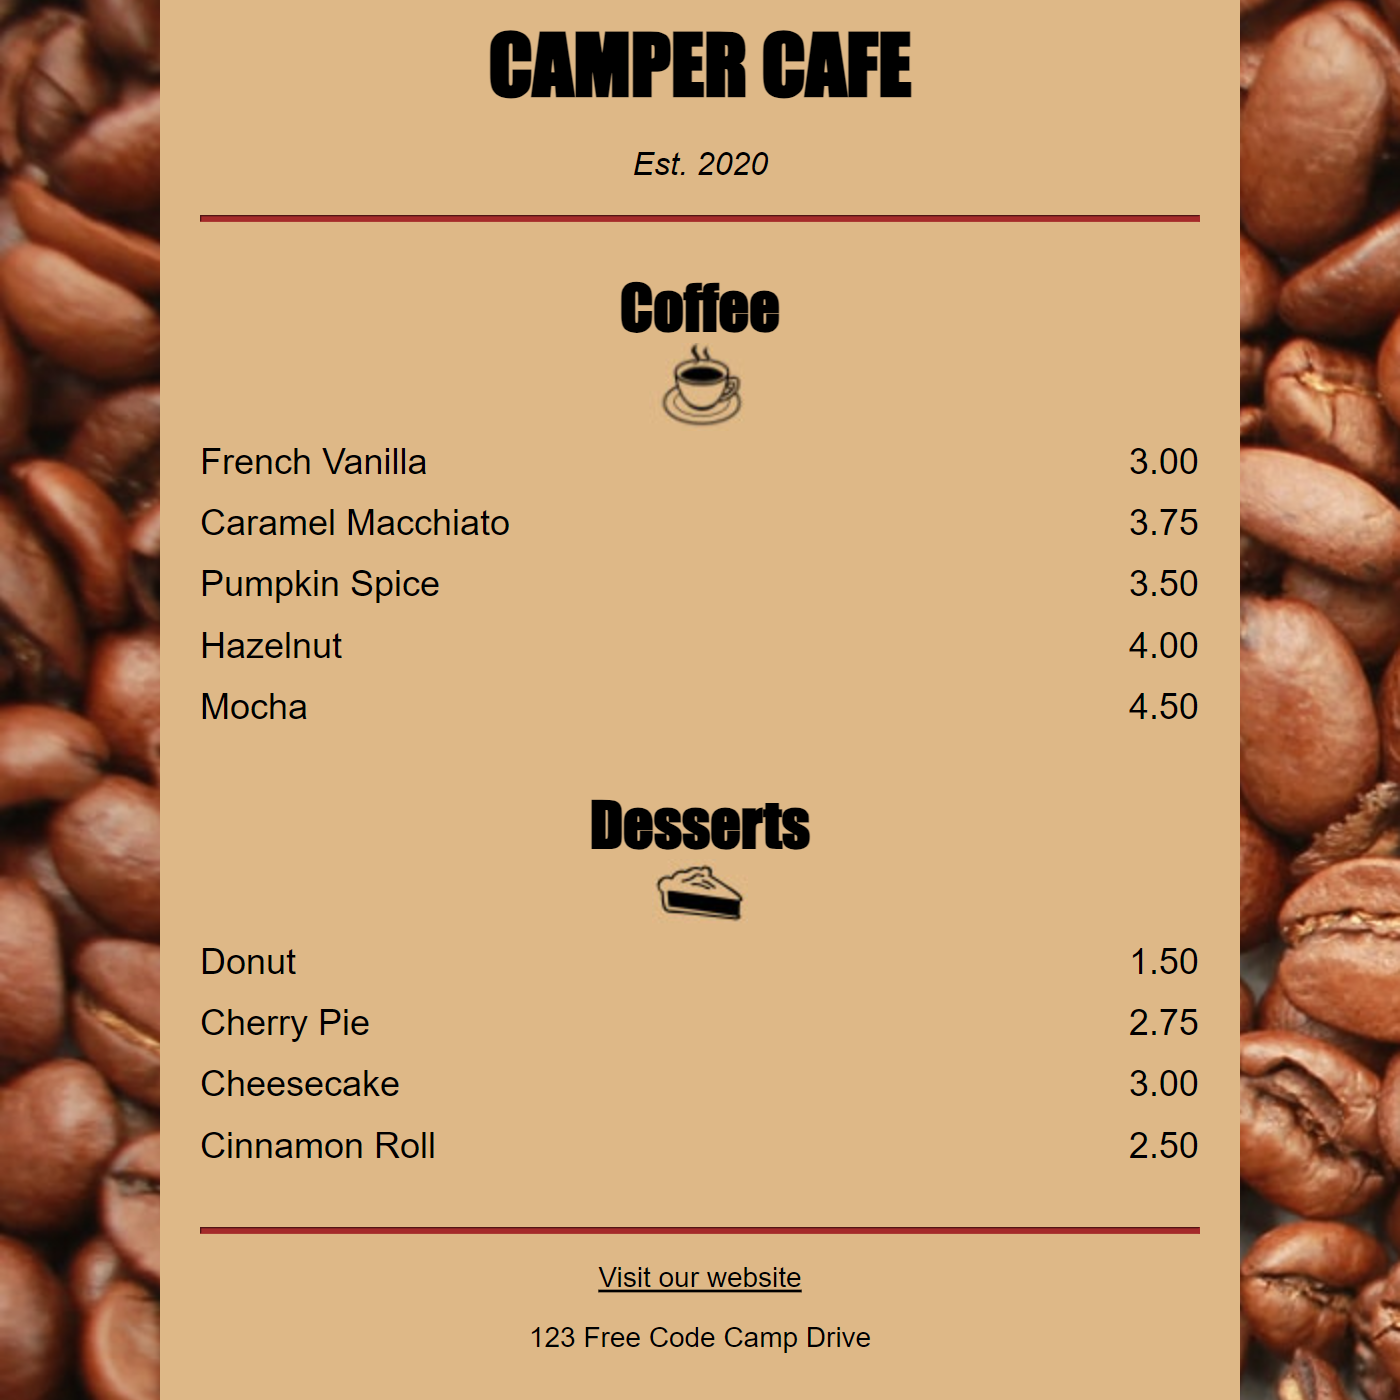 CAMPER CAFE
Est. 2020
Coffee
French Vanilla 3.00
Caramel Macchiato 3.75
Pumpkin Spice 3.50
Hazelnut 4.00
Mocha 4.50
Desserts
Donut 1.50
Cherry Pie 2.75
Cheesecake 3.00
Cinnamon Roll 2.50
Visit our website
123 Free Code Camp Drive